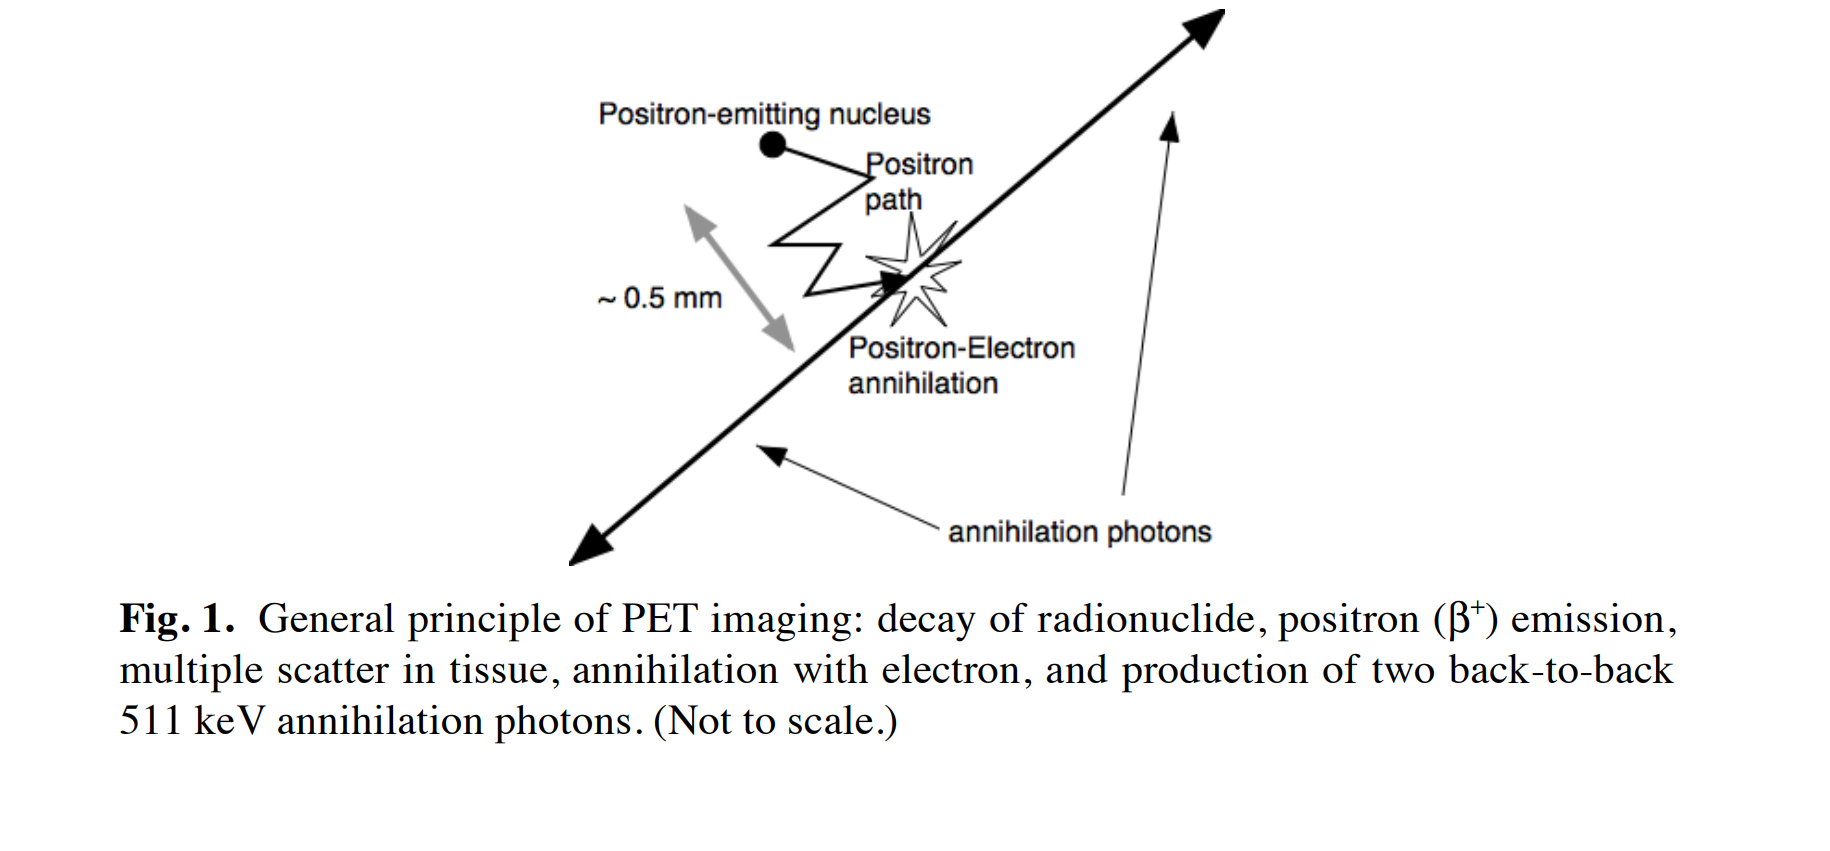 Positron-emitting nucleus
Positron
path
~ 0.5 mm
Positron-Electron
annihilation
annihilation photons
Fig. 1. General principle of PET imaging: decay of radionuclide, positron (β⁺) emission,
multiple scatter in tissue, annihilation with electron, and production of two back-to-back
511 keV annihilation photons. (Not to scale.)